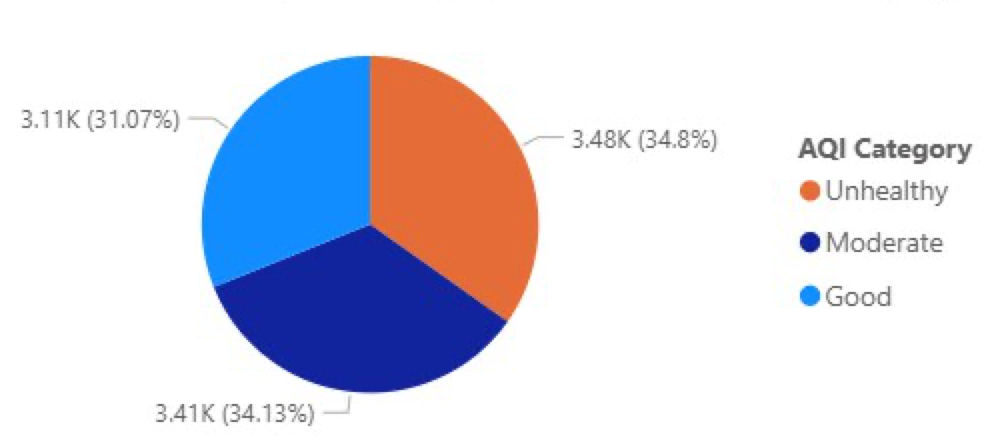 3.11K (31.07%)
3.48K (34.8%)
3.41K (34.13%)
AQI Category
Unhealthy
Moderate
Good